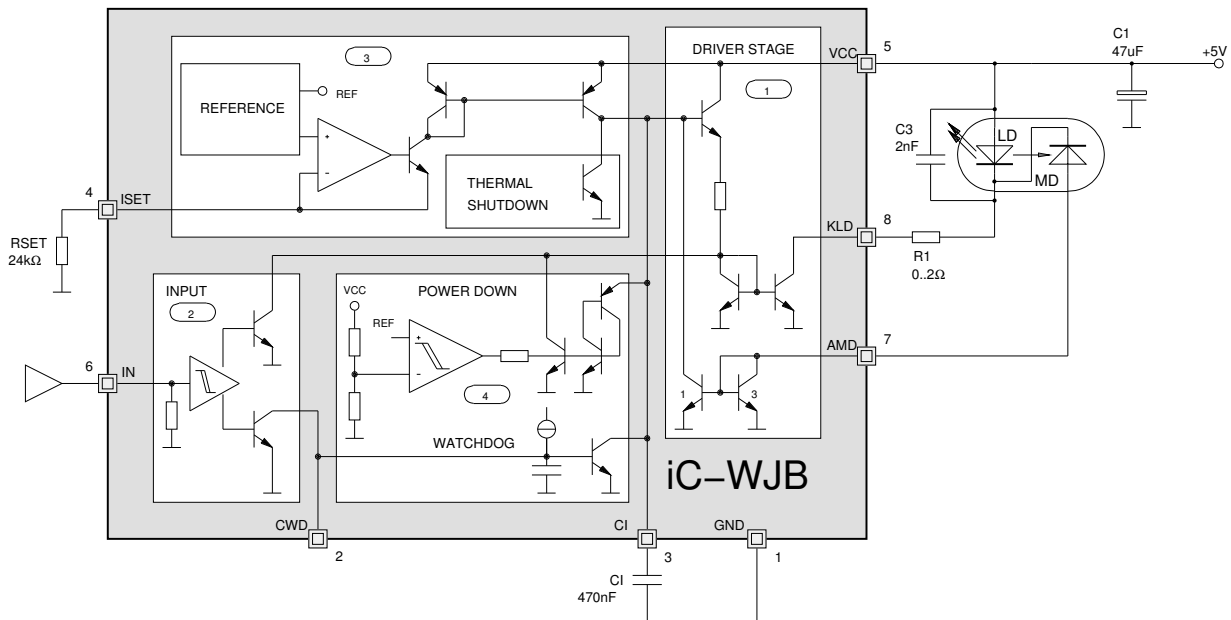 C1
47uF
+5V
VCC
5
DRIVER STAGE
1
3
REFERENCE
REF
+
-
THERMAL
SHUTDOWN
4
ISET
RSET
24kΩ
C3
2nF
LD
MD
KLD
8
R1
0..2Ω
INPUT
2
VCC
POWER DOWN
REF
+
-
4
AMD
7
6
IN
1
3
WATCHDOG
iC-WJB
CWD
2
CI
3
GND
1
CI
470nF